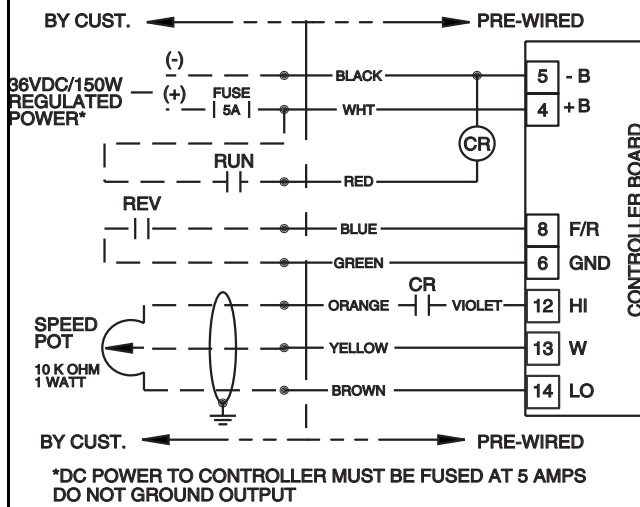 BY CUST. PRE-WIRED
36VDC/150W
REGULATED
POWER*
(-)
(+)
FUSE
5A
BLACK
WHT
5 - B
4 +B
CR
RUN
RED
REV
BLUE
GREEN
8 F/R
6 GND
CONTROLLER BOARD
SPEED
POT
10 K OHM
1 WATT
ORANGE
CR
VIOLET
12 HI
YELLOW
13 W
BROWN
14 LO
BY CUST. PRE-WIRED
*DC POWER TO CONTROLLER MUST BE FUSED AT 5 AMPS
DO NOT GROUND OUTPUT